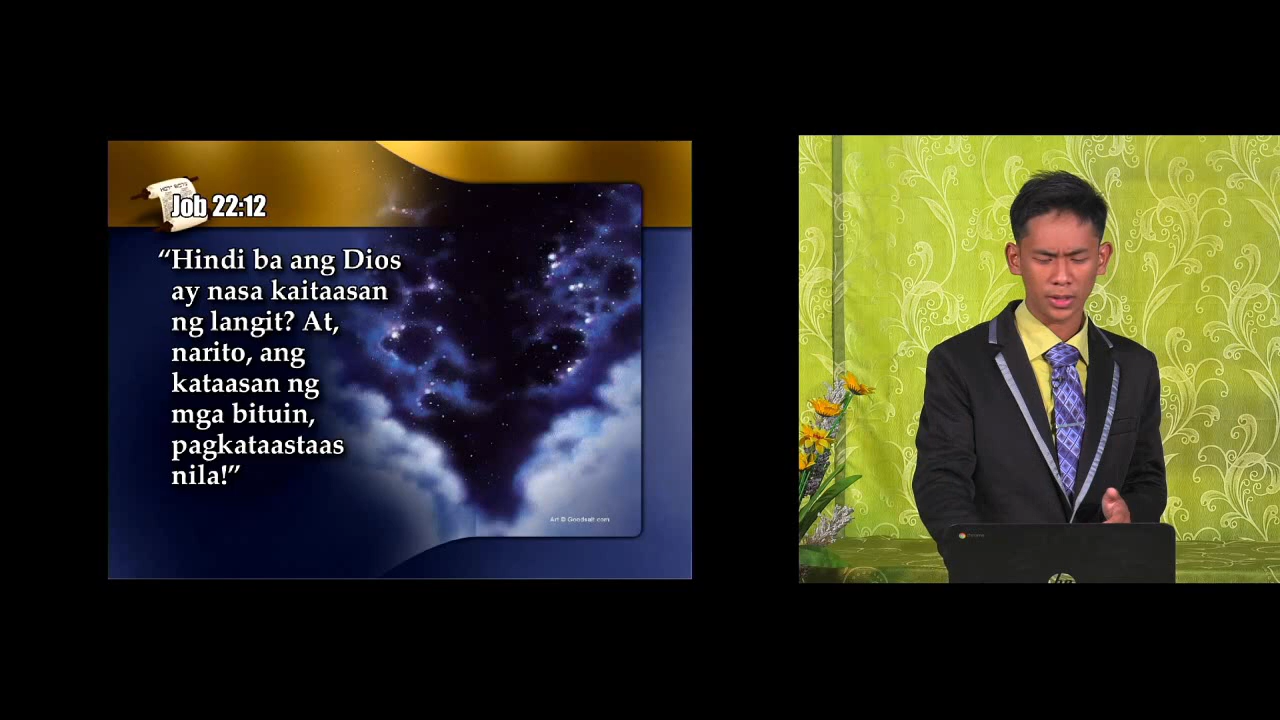 Job 22:12
“Hindi ba ang Dios
ay nasa kaitaasan
ng langit? At,
narito, ang
kataasan ng
mga bituin,
pagkataastaas
nila!”
Art © Goodsalt.com
hp